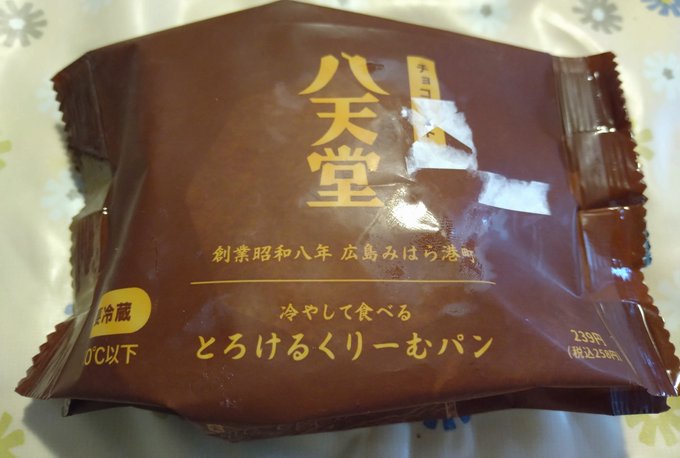 チョコ
八天堂
創業昭和八年 広島みはら港町
冷やして食べる
とろけるくりーむパン
冷蔵
0℃以下
239円
(税込258円)